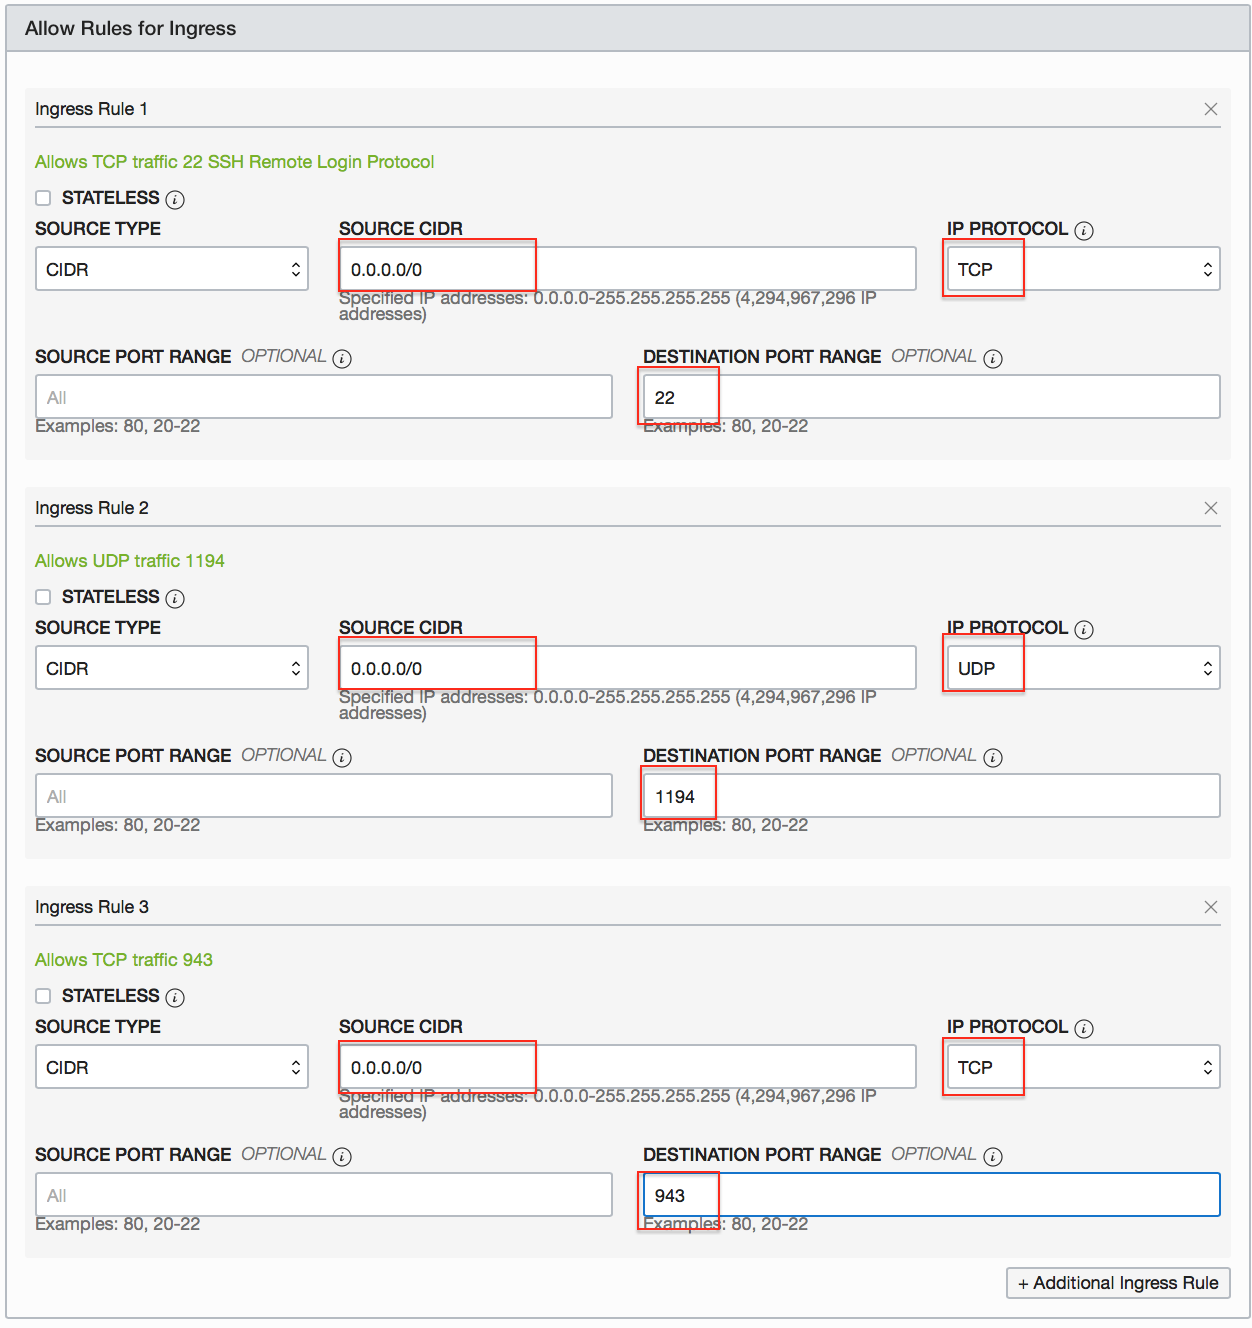 Allow Rules for Ingress
Ingress Rule 1
Allows TCP traffic 22 SSH Remote Login Protocol
STATELESS i
SOURCE TYPE SOURCE CIDR IP PROTOCOL i
CIDR 0.0.0.0/0 TCP
Specified IP addresses: 0.0.0.0-255.255.255.255 (4,294,967,296 IP
addresses)
SOURCE PORT RANGE OPTIONAL i DESTINATION PORT RANGE OPTIONAL i
All 22
Examples: 80, 20-22 Examples: 80, 20-22
Ingress Rule 2
Allows UDP traffic 1194
STATELESS i
SOURCE TYPE SOURCE CIDR IP PROTOCOL i
CIDR 0.0.0.0/0 UDP
Specified IP addresses: 0.0.0.0-255.255.255.255 (4,294,967,296 IP
addresses)
SOURCE PORT RANGE OPTIONAL i DESTINATION PORT RANGE OPTIONAL i
All 1194
Examples: 80, 20-22 Examples: 80, 20-22
Ingress Rule 3
Allows TCP traffic 943
STATELESS i
SOURCE TYPE SOURCE CIDR IP PROTOCOL i
CIDR 0.0.0.0/0 TCP
Specified IP addresses: 0.0.0.0-255.255.255.255 (4,294,967,296 IP
addresses)
SOURCE PORT RANGE OPTIONAL i DESTINATION PORT RANGE OPTIONAL i
All 943
Examples: 80, 20-22 Examples: 80, 20-22
+ Additional Ingress Rule